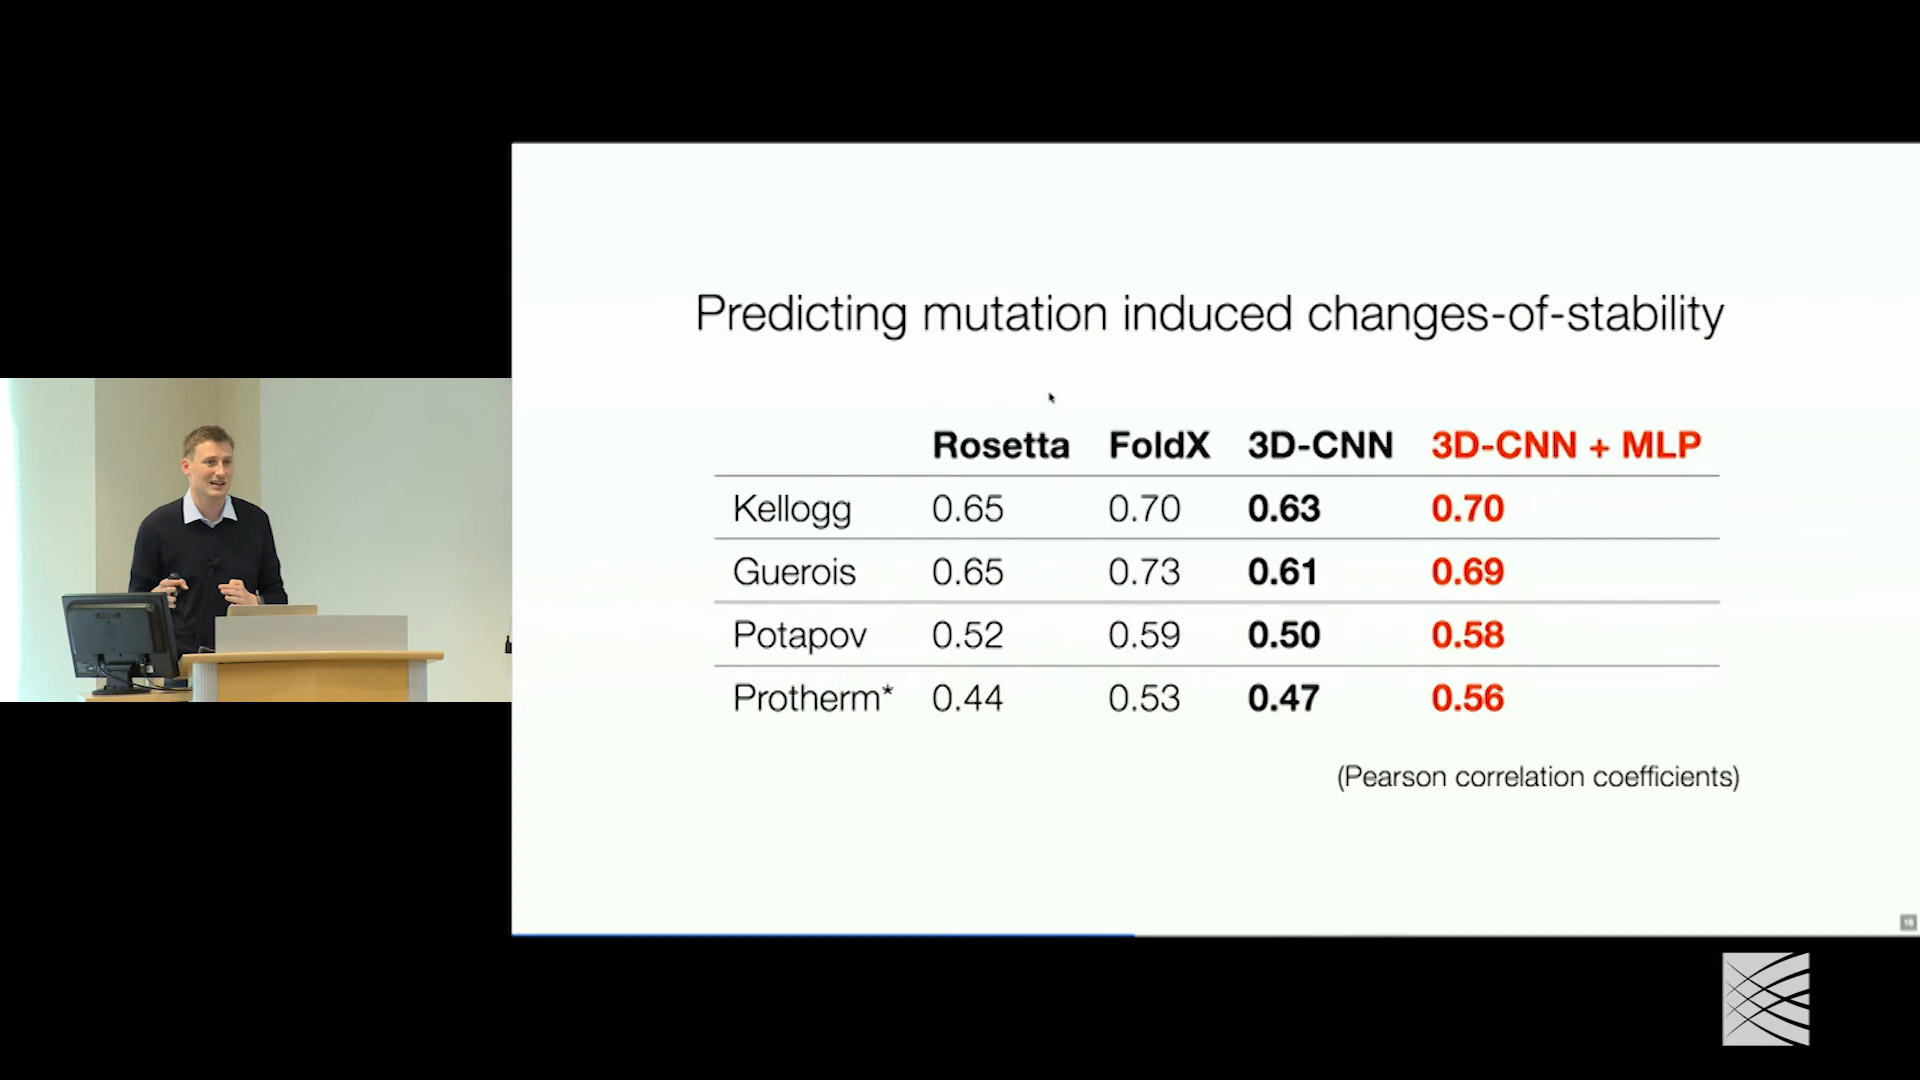 Predicting mutation induced changes-of-stability
Rosetta FoldX 3D-CNN 3D-CNN + MLP
Kellogg 0.65 0.70 0.63 0.70
Guerois 0.65 0.73 0.61 0.69
Potapov 0.52 0.59 0.50 0.58
Protherm* 0.44 0.53 0.47 0.56
(Pearson correlation coefficients)